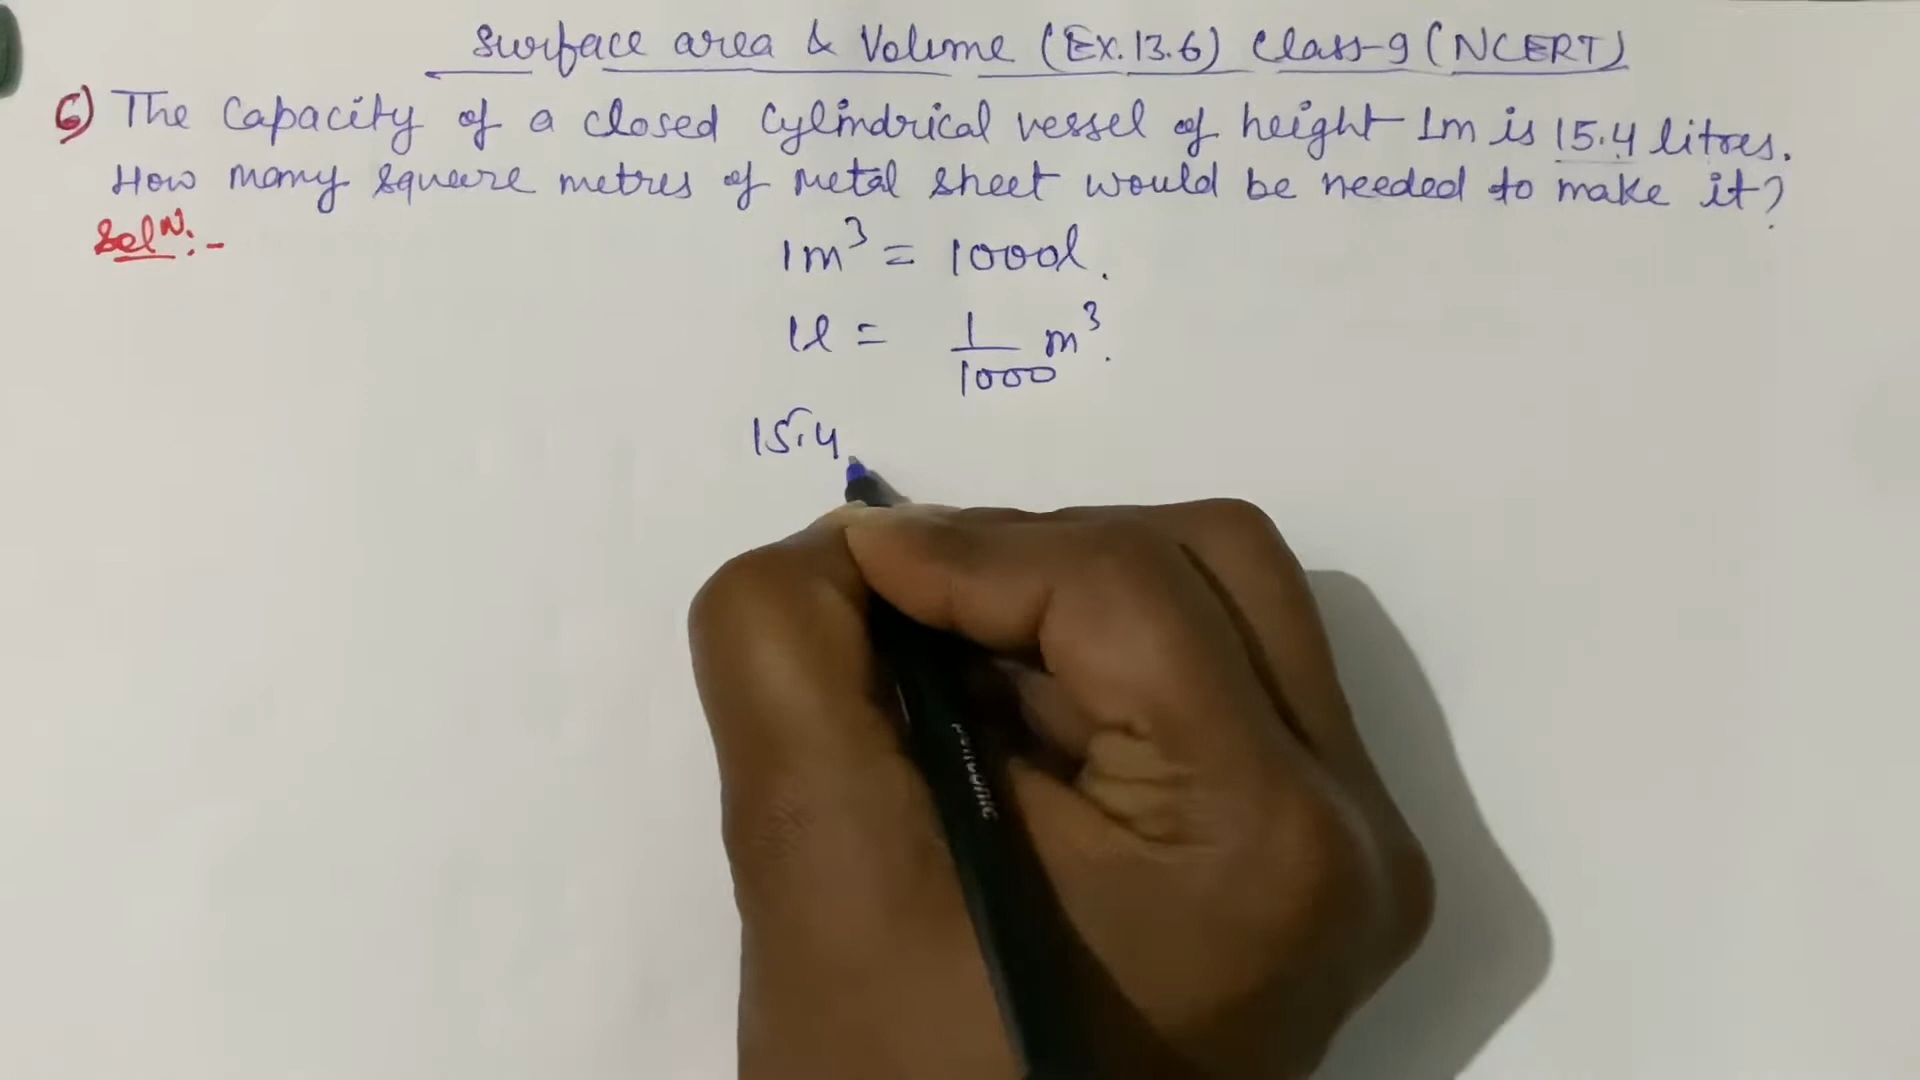 Surface area & Volume (Ex.13.6) Class-9 (NCERT)
6) The Capacity of a closed Cylindrical vessel of height 1m is 15.4 litres.
How many square metres of metal sheet would be needed to make it?
SolN:-
1m³ = 1000l.
1l = 1/1000 m³.
15.4